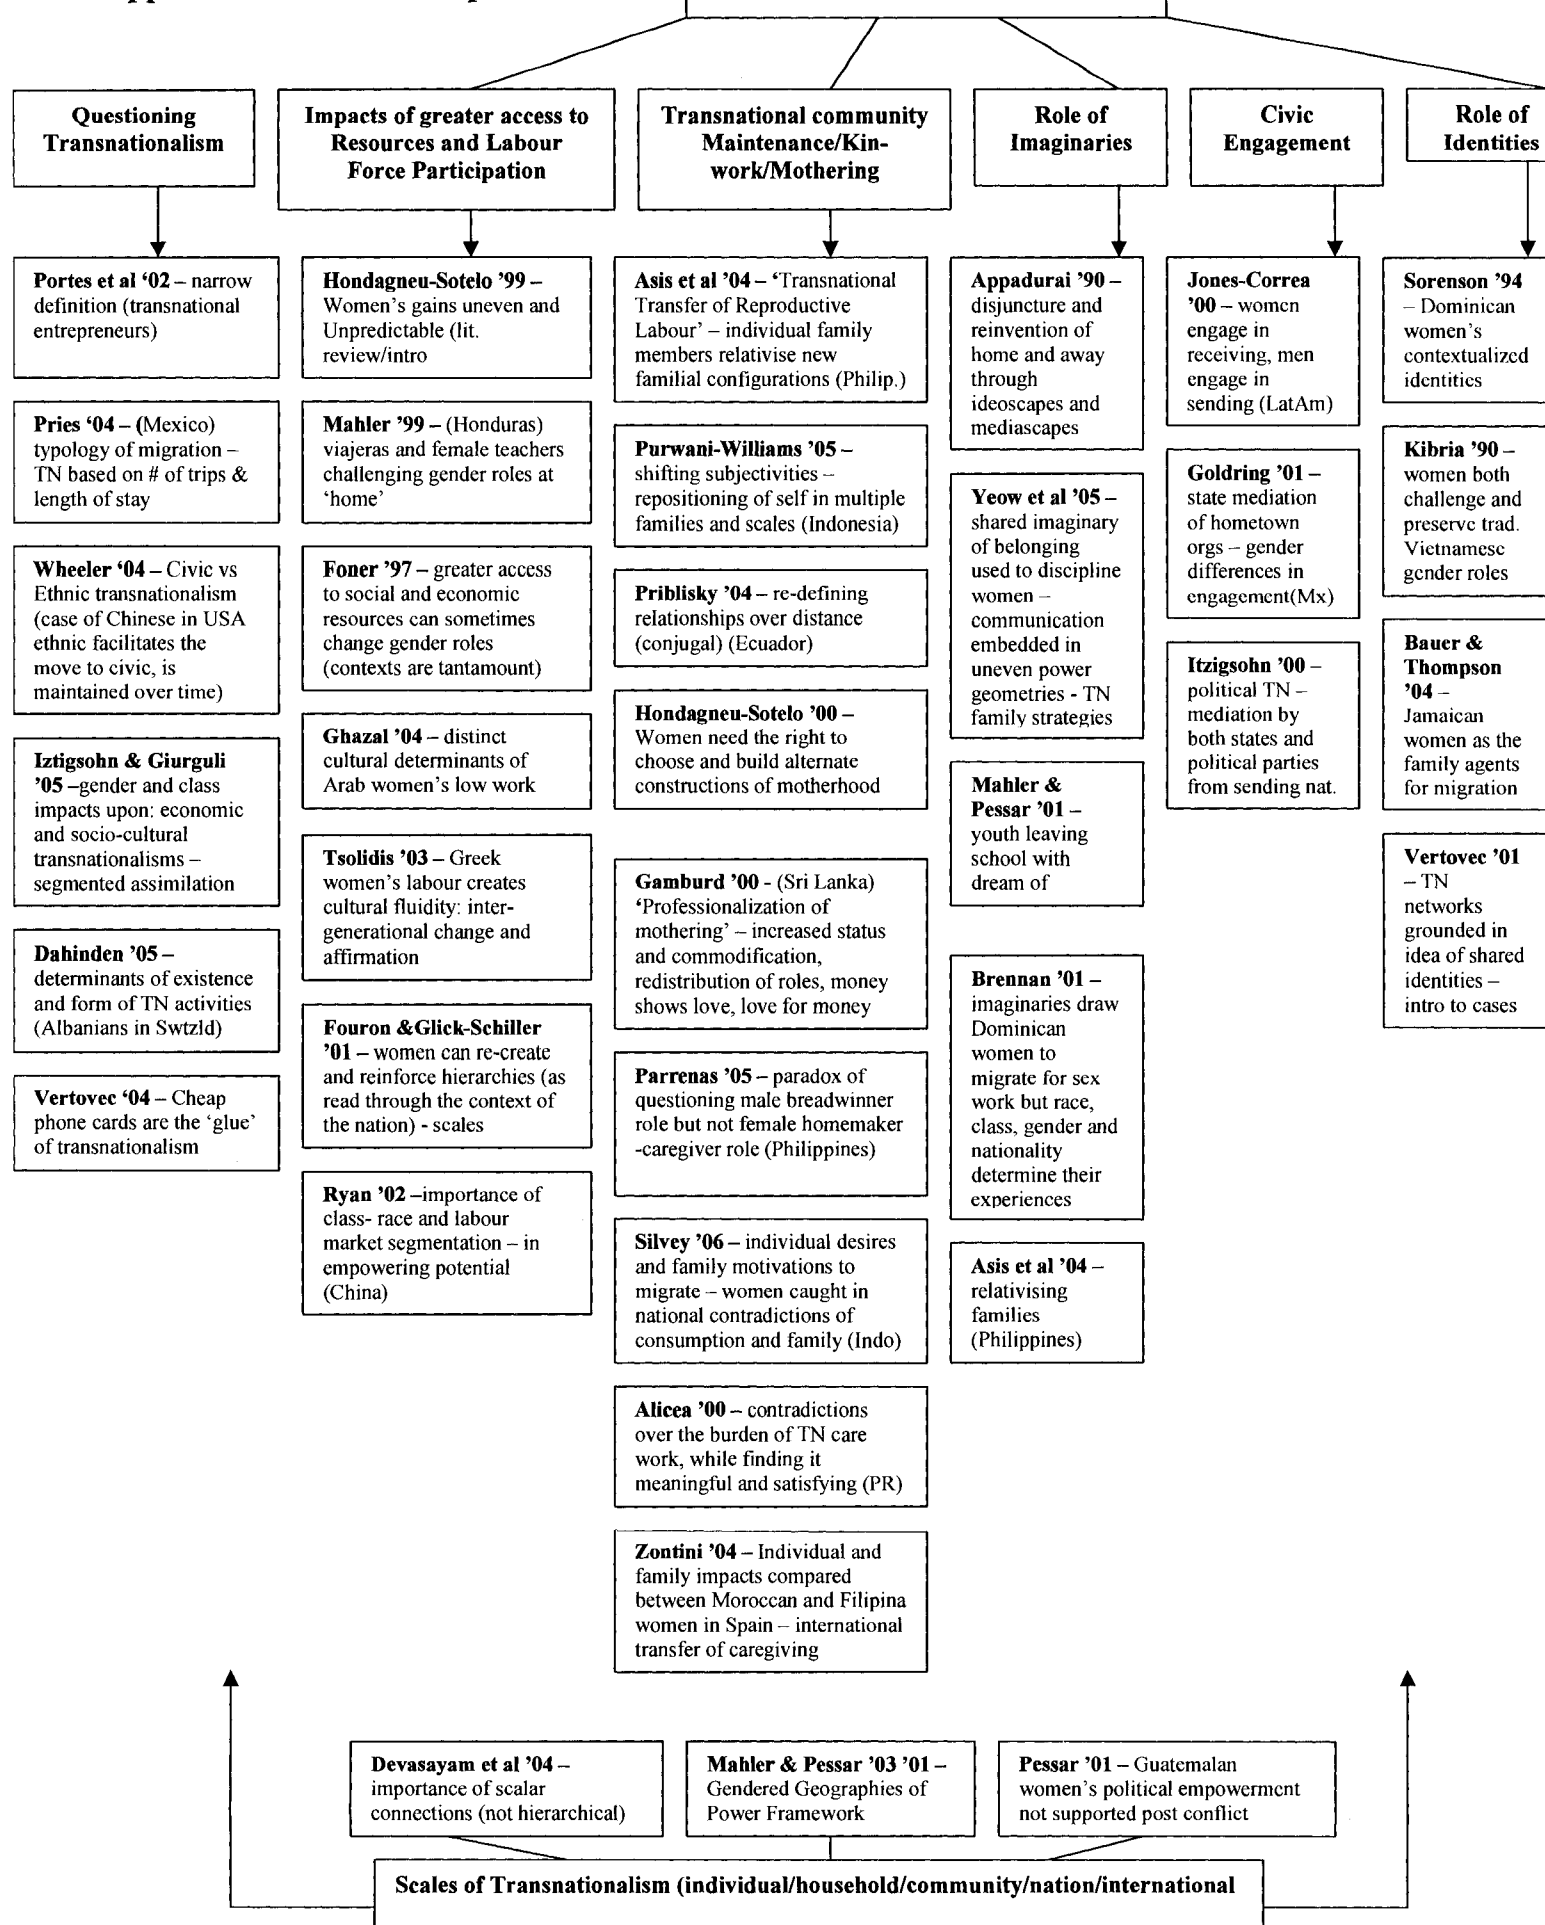 Questioning
Transnationalism
Impacts of greater access to
Resources and Labour
Force Participation
Transnational community
Maintenance/Kin-
work/Mothering
Role of
Imaginaries
Civic
Engagement
Role of
Identities
Portes et al ‘02 – narrow
definition (transnational
entrepreneurs)
Pries ‘04 – (Mexico)
typology of migration –
TN based on # of trips &
length of stay
Wheeler ‘04 – Civic vs
Ethnic transnationalism
(case of Chinese in USA
ethnic facilitates the
move to civic, is
maintained over time)
Iztigsohn & Giurguli
’05 –gender and class
impacts upon: economic
and socio-cultural
transnationalisms –
segmented assimilation
Dahinden ’05 –
determinants of existence
and form of TN activities
(Albanians in Swtzld)
Vertovec ‘04 – Cheap
phone cards are the ‘glue’
of transnationalism
Hondagneu-Sotelo ’99 –
Women’s gains uneven and
Unpredictable (lit.
review/intro
Mahler ’99 – (Honduras)
viajeras and female teachers
challenging gender roles at
‘home’
Foner ’97 – greater access
to social and economic
resources can sometimes
change gender roles
(contexts are tantamount)
Ghazal ’04 – distinct
cultural determinants of
Arab women’s low work
Tsolidis ’03 – Greek
women’s labour creates
cultural fluidity: inter-
generational change and
affirmation
Fouron &Glick-Schiller
’01 – women can re-create
and reinforce hierarchies (as
read through the context of
the nation) - scales
Ryan ’02 –importance of
class- race and labour
market segmentation – in
empowering potential
(China)
Asis et al ’04 – ‘Transnational
Transfer of Reproductive
Labour’ – individual family
members relativise new
familial configurations (Philip.)
Purwani-Williams ’05 –
shifting subjectivities –
repositioning of self in multiple
families and scales (Indonesia)
Priblisky ’04 – re-defining
relationships over distance
(conjugal) (Ecuador)
Hondagneu-Sotelo ’00 –
Women need the right to
choose and build alternate
constructions of motherhood
Gamburd ’00 - (Sri Lanka)
‘Professionalization of
mothering’ – increased status
and commodification,
redistribution of roles, money
shows love, love for money
Parrenas ’05 – paradox of
questioning male breadwinner
role but not female homemaker
-caregiver role (Philippines)
Silvey ’06 – individual desires
and family motivations to
migrate – women caught in
national contradictions of
consumption and family (Indo)
Alicea ’00 – contradictions
over the burden of TN care
work, while finding it
meaningful and satisfying (PR)
Zontini ’04 – Individual and
family impacts compared
between Moroccan and Filipina
women in Spain – international
transfer of caregiving
Appadurai ’90 –
disjuncture and
reinvention of
home and away
through
ideoscapes and
mediascapes
Yeow et al ’05 –
shared imaginary
of belonging
used to discipline
women –
communication
embedded in
uneven power
geometries - TN
family strategies
Mahler &
Pessar ’01 –
youth leaving
school with
dream of
Brennan ’01 –
imaginaries draw
Dominican
women to
migrate for sex
work but race,
class, gender and
nationality
determine their
experiences
Asis et al ’04 –
relativising
families
(Philippines)
Jones-Correa
’00 – women
engage in
receiving, men
engage in
sending (LatAm)
Goldring ’01 –
state mediation
of hometown
orgs – gender
differences in
engagement(Mx)
Itzigsohn ’00 –
political TN –
mediation by
both states and
political parties
from sending nat.
Sorenson ’94
– Dominican
women’s
contextualized
identities
Kibria ’90 –
women both
challenge and
preserve trad.
Vietnamese
gender roles
Bauer &
Thompson
’04 –
Jamaican
women as the
family agents
for migration
Vertovec ’01
– TN
networks
grounded in
idea of shared
identities –
intro to cases
Devasayam et al ’04 –
importance of scalar
connections (not hierarchical)
Mahler & Pessar ’03 ’01 –
Gendered Geographies of
Power Framework
Pessar ’01 – Guatemalan
women’s political empowerment
not supported post conflict
Scales of Transnationalism (individual/household/community/nation/international